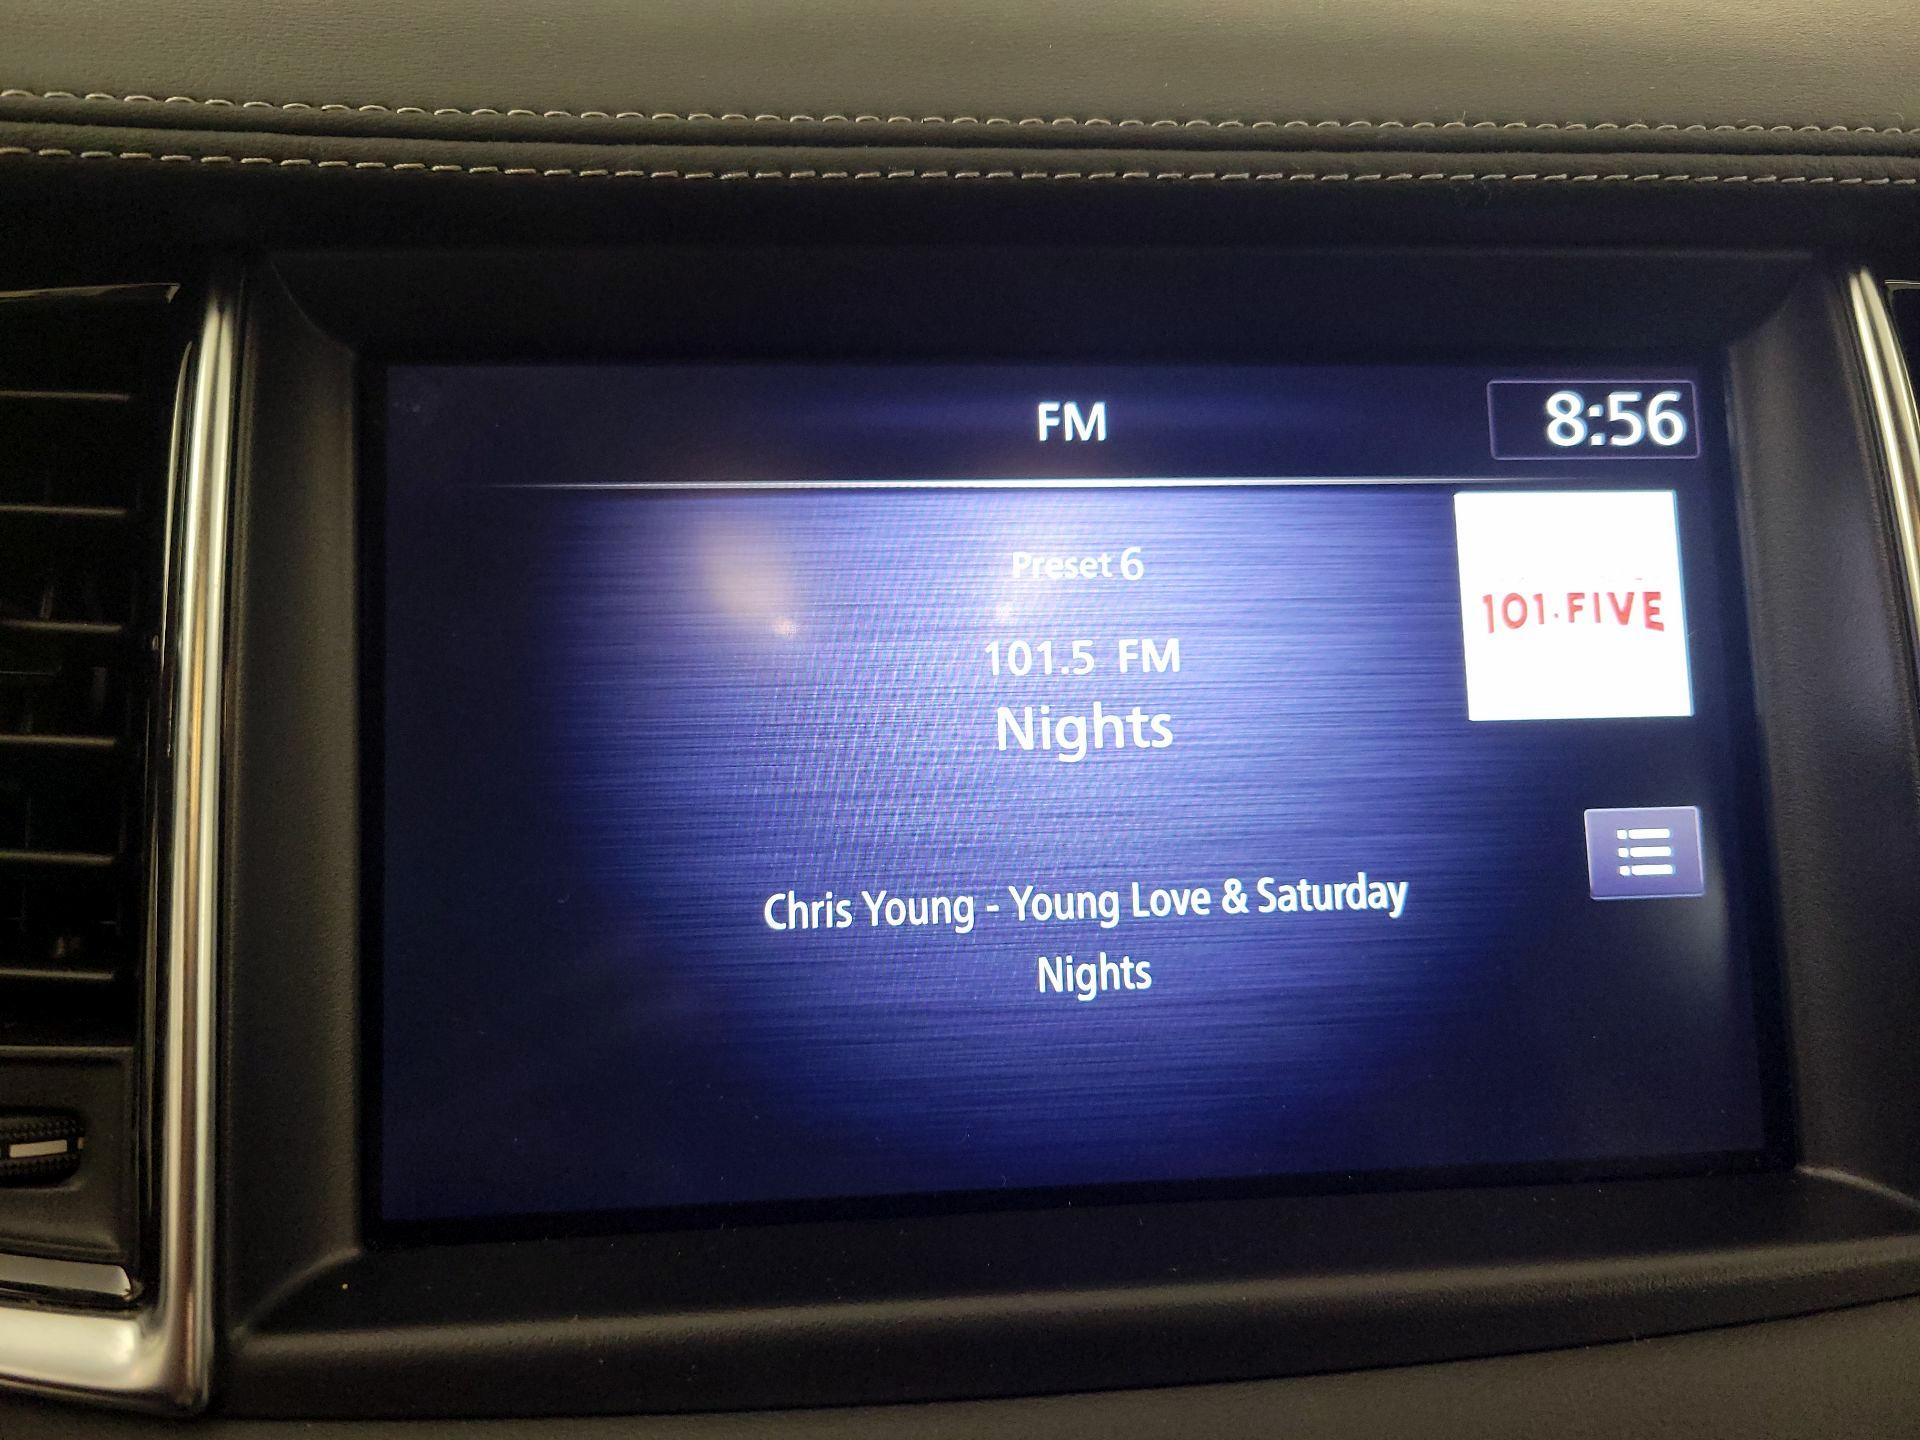 FM
8:56
Preset 6
101.FIVE
101.5 FM
Nights
Chris Young - Young Love & Saturday
Nights